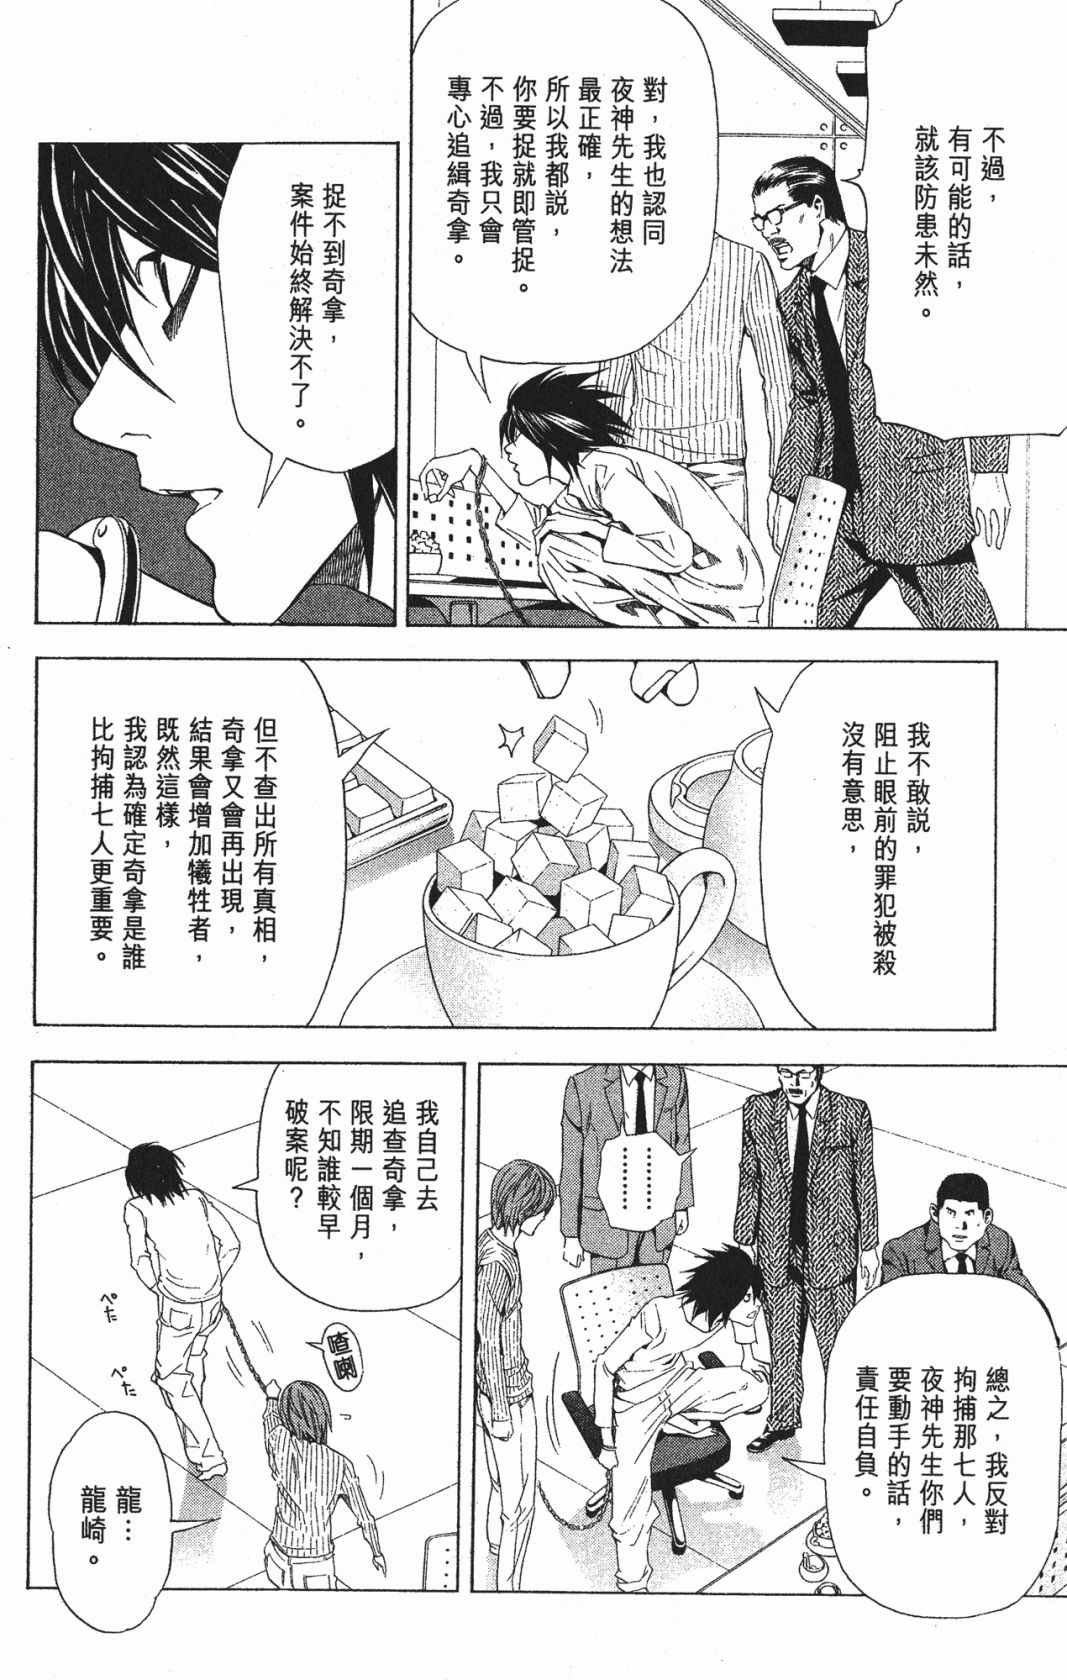 不過，
有可能的話，
就該防患未然。
對，我也認同
夜神先生的想法
最正確，
所以我都說，
你要捉就即管捉。
不過，我只會
專心追緝奇拿。
捉不到奇拿，
案件始終解決不了。
我不敢說，
阻止眼前的罪犯被殺
沒有意思，
但不查出所有真相，
奇拿又會再出現，
結果會增加犧牲者，
既然這樣，
我認為確定奇拿是誰
比拘捕七人更重要。
總之，我反對
拘捕那七人，
夜神先生你們
要動手的話，
責任自負。
……
……
我自己去
追查奇拿，
限期一個月，
不知誰較早
破案呢？
喳喇
ぺた
ぺた
龍…
龍崎。